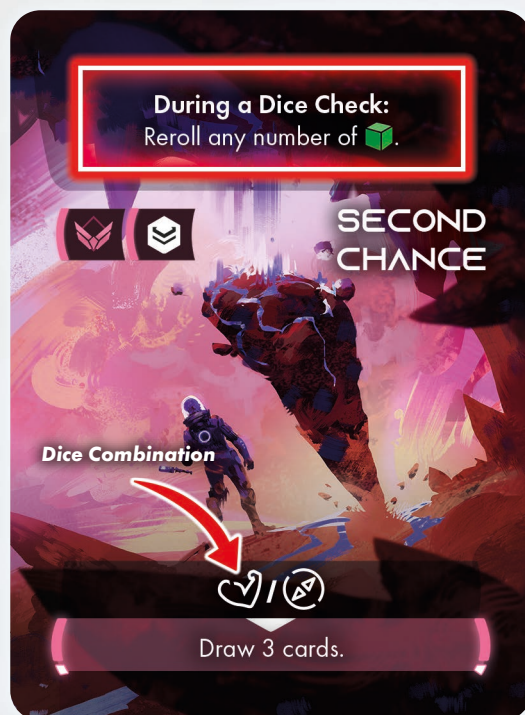 During a Dice Check:
Reroll any number of .
SECOND
CHANCE
Dice Combination
/
Draw 3 cards.